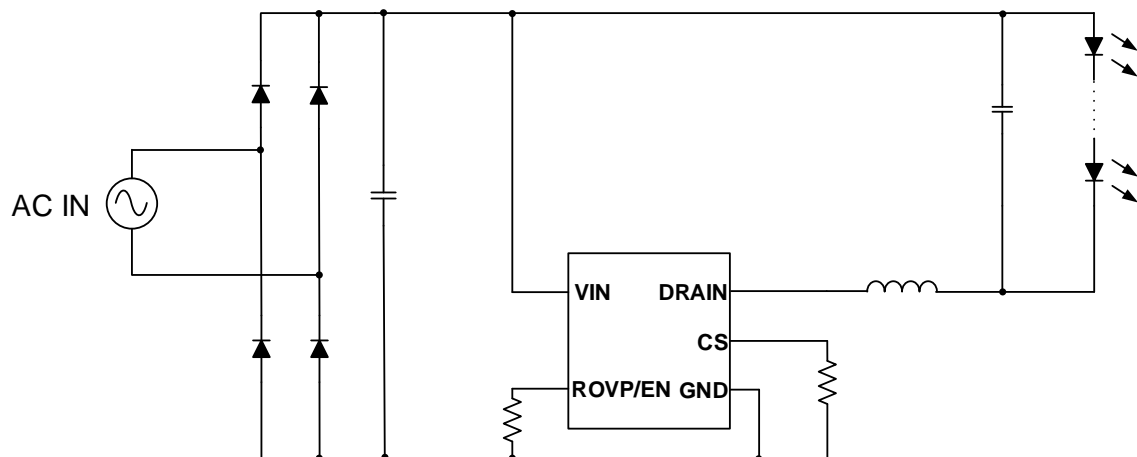 AC IN
VIN
DRAIN
CS
ROVP/EN
GND